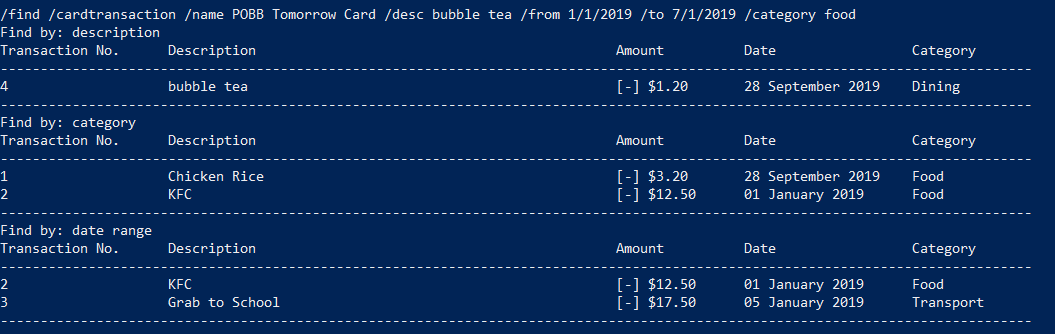 /find /cardtransaction /name POBB Tomorrow Card /desc bubble tea /from 1/1/2019 /to 7/1/2019 /category food
Find by: description
Transaction No. Description Amount Date Category
--------------------------------------------------------------------------------------------------------------------------------
4 bubble tea [-] $1.20 28 September 2019 Dining
--------------------------------------------------------------------------------------------------------------------------------
Find by: category
Transaction No. Description Amount Date Category
--------------------------------------------------------------------------------------------------------------------------------
1 Chicken Rice [-] $3.20 28 September 2019 Food
2 KFC [-] $12.50 01 January 2019 Food
--------------------------------------------------------------------------------------------------------------------------------
Find by: date range
Transaction No. Description Amount Date Category
--------------------------------------------------------------------------------------------------------------------------------
2 KFC [-] $12.50 01 January 2019 Food
3 Grab to School [-] $17.50 05 January 2019 Transport
--------------------------------------------------------------------------------------------------------------------------------